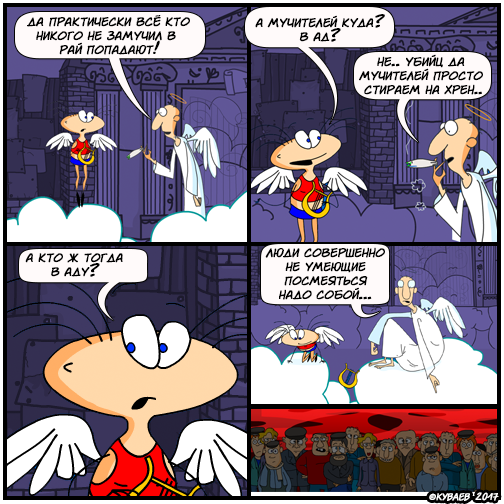 ДА ПРАКТИЧЕСКИ ВСЁ КТО
НИКОГО НЕ ЗАМУЧИЛ В
РАЙ ПОПАДАЮТ!
А МУЧИТЕЛЕЙ КУДА?
В АД?
НЕ.. УБИЙЦ ДА
МУЧИТЕЛЕЙ ПРОСТО
СТИРАЕМ НА ХРЕН..
А КТО Ж ТОГДА
В АДУ?
ЛЮДИ СОВЕРШЕННО
НЕ УМЕЮЩИЕ
ПОСМЕЯТЬСЯ
НАДО СОБОЙ...
©КУВАЕВ '2017